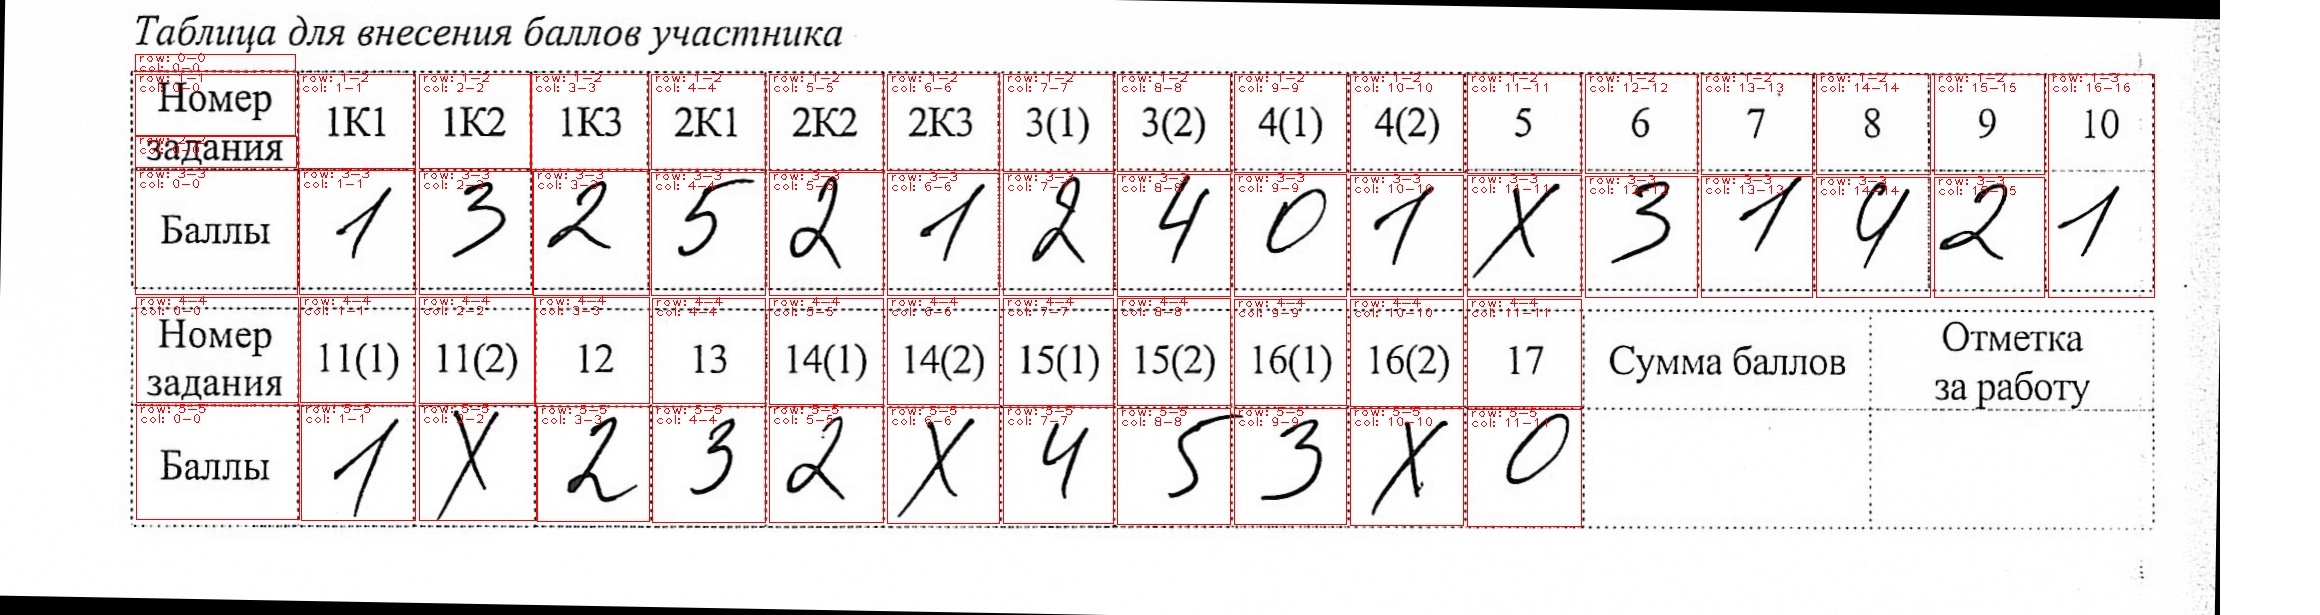 Таблица для внесения баллов участника
Номер задания 1К1 1К2 1К3 2К1 2К2 2К3 3(1) 3(2) 4(1) 4(2) 5 6 7 8 9 10
Баллы 1 3 2 5 2 1 2 4 0 1 X 3 1 4 2 1
Номер задания 11(1) 11(2) 12 13 14(1) 14(2) 15(1) 15(2) 16(1) 16(2) 17 Сумма баллов Отметка за работу
Баллы 1 X 2 3 2 X 4 5 3 X 0